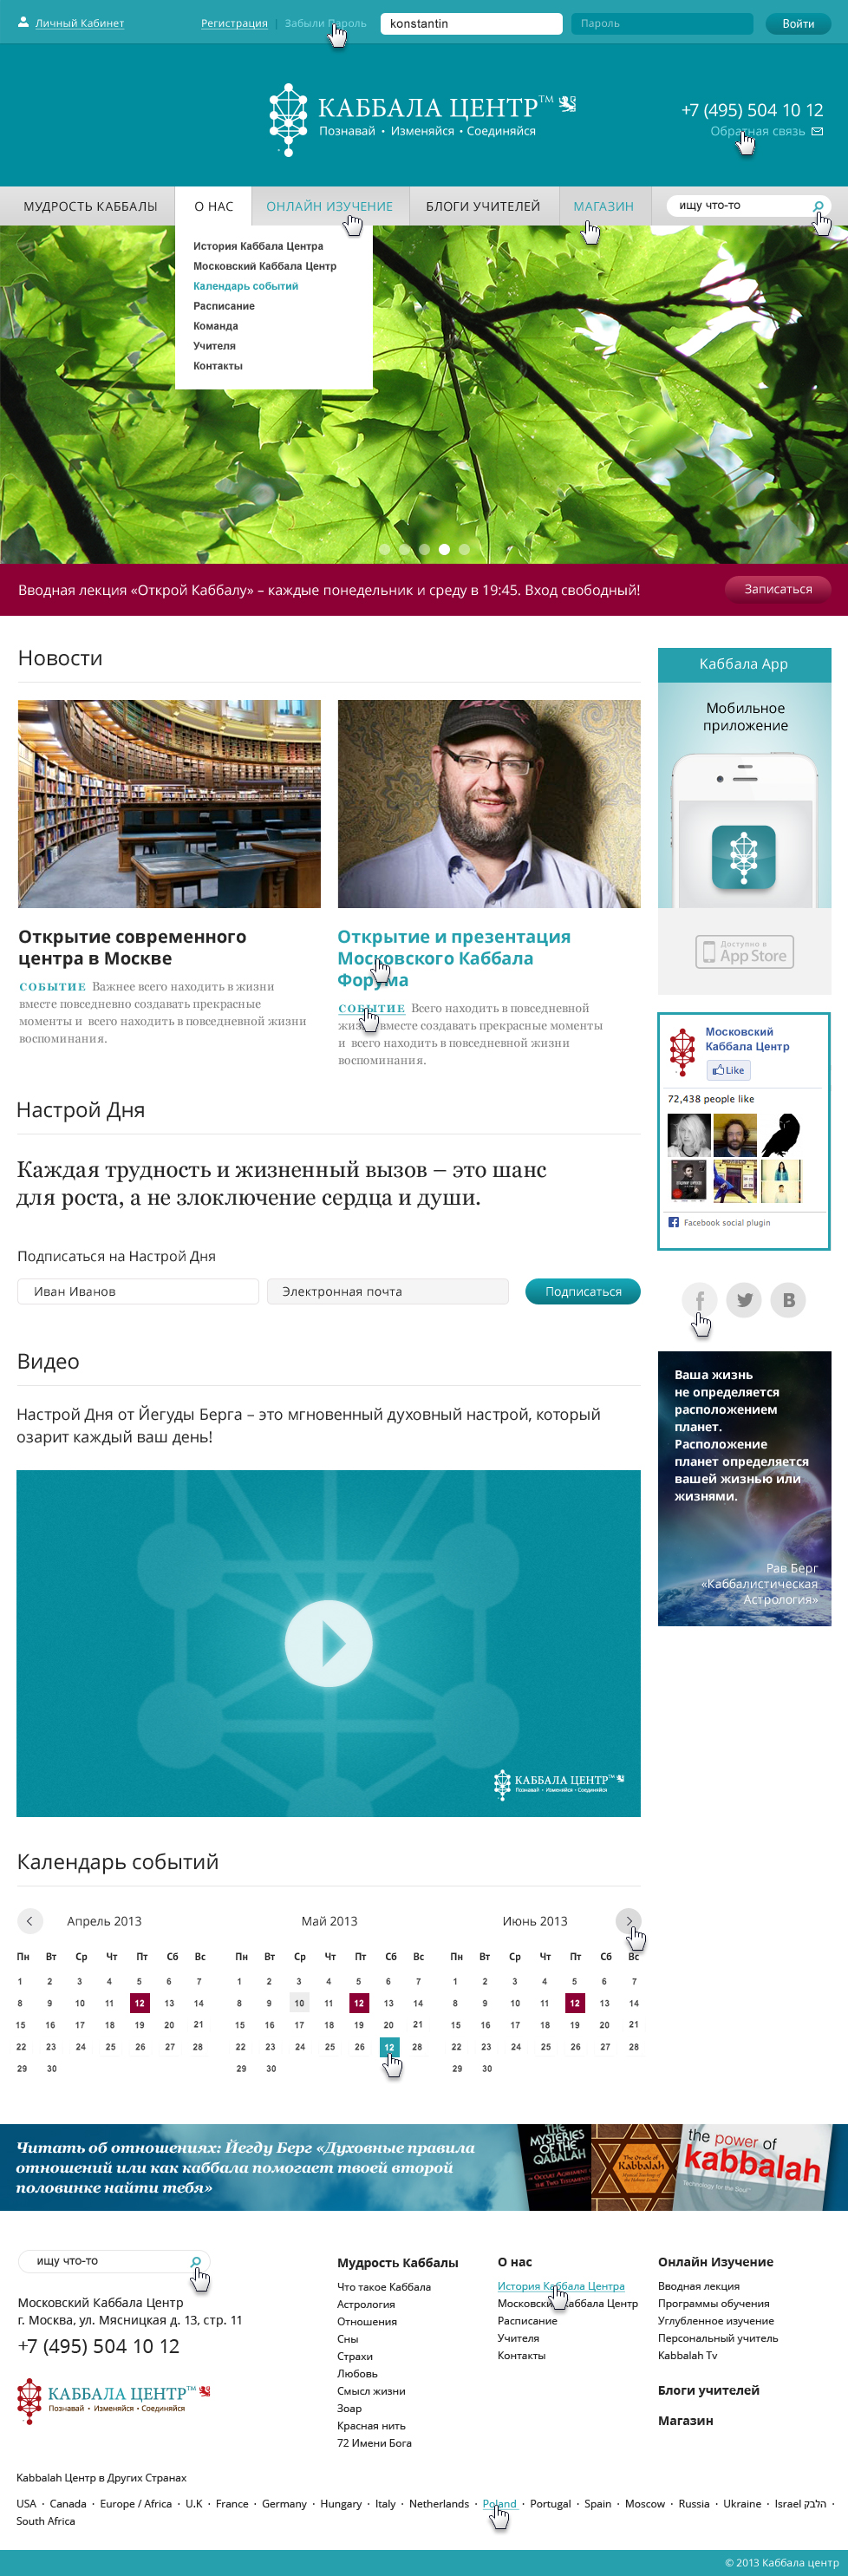 Личный Кабинет
Регистрация | Забыли Пароль
konstantin
Пароль
Войти
КАББАЛА ЦЕНТР™
Познавай • Изменяйся • Соединяйся
+7 (495) 504 10 12
Обратная связь
МУДРОСТЬ КАББАЛЫ
О НАС
ОНЛАЙН ИЗУЧЕНИЕ
БЛОГИ УЧИТЕЛЕЙ
МАГАЗИН
ищу что-то
История Каббала Центра
Московский Каббала Центр
Календарь событий
Расписание
Команда
Учителя
Контакты
Вводная лекция «Открой Каббалу» – каждые понедельник и среду в 19:45. Вход свободный!
Записаться
Новости
Открытие современного
центра в Москве
СОБЫТИЕ Важнее всего находить в жизни
вместе повседневно создавать прекрасные
моменты и всего находить в повседневной жизни
воспоминания.
Открытие и презентация
Московского Каббала
Форума
СОБЫТИЕ Всего находить в повседневной
жизни вместе создавать прекрасные моменты
и всего находить в повседневной жизни
воспоминания.
Каббала App
Мобильное
приложение
Доступно в
App Store
Московский
Каббала Центр
Like
72,438 people like
Facebook social plugin
Настрой Дня
Каждая трудность и жизненный вызов – это шанс
для роста, а не злоключение сердца и души.
Подписаться на Настрой Дня
Иван Иванов
Электронная почта
Подписаться
Ваша жизнь
не определяется
расположением
планет.
Расположение
планет определяется
вашей жизнью или
жизнями.
Рав Берг
«Каббалистическая
Астрология»
Видео
Настрой Дня от Йегуды Берга – это мгновенный духовный настрой, который
озарит каждый ваш день!
КАББАЛА ЦЕНТР™
Познавай • Изменяйся • Соединяйся
Календарь событий
Апрель 2013
Май 2013
Июнь 2013
Пн Вт Ср Чт Пт Сб Вс Пн Вт Ср Чт Пт Сб Вс Пн Вт Ср Чт Пт Сб Вс
1 2 3 4 5 6 7 1 2 3 4 5 6 7 1 2 3 4 5 6 7
8 9 10 11 12 13 14 8 9 10 11 12 13 14 8 9 10 11 12 13 14
15 16 17 18 19 20 21 15 16 17 18 19 20 21 15 16 17 18 19 20 21
22 23 24 25 26 27 28 22 23 24 25 26 12 28 22 23 24 25 26 27 28
29 30 29 30 29 30
Читать об отношениях: Йегду Берг «Духовные правила
отношений или как каббала помогает твоей второй
половинке найти тебя»
THE
MYSTERIES
OF THE
QABALAH
The Oracle of
Kabbalah
the power of
kabbalah
Technology for the Soul
ищу что-то
Московский Каббала Центр
г. Москва, ул. Мясницкая д. 13, стр. 11
+7 (495) 504 10 12
КАББАЛА ЦЕНТР™
Познавай • Изменяйся • Соединяйся
Мудрость Каббалы
Что такое Каббала
Астрология
Отношения
Сны
Страхи
Любовь
Смысл жизни
Зоар
Красная нить
72 Имени Бога
О нас
История Каббала Центра
Московский Каббала Центр
Расписание
Учителя
Контакты
Онлайн Изучение
Вводная лекция
Программы обучения
Углубленное изучение
Персональный учитель
Kabbalah Tv
Блоги учителей
Магазин
Kabbalah Центр в Других Странах
USA • Canada • Europe / Africa • U.K • France • Germany • Hungary • Italy • Netherlands • Poland • Portugal • Spain • Moscow • Russia • Ukraine • Israel הלבק •
South Africa
© 2013 Каббала центр